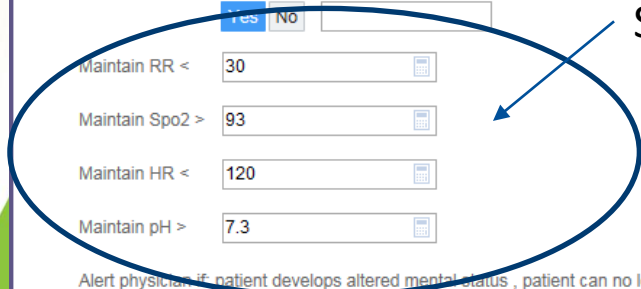 Yes No
S
Maintain RR < 30
Maintain Spo2 > 93
Maintain HR < 120
Maintain pH > 7.3
Alert physician if: patient develops altered mental status , patient can no l